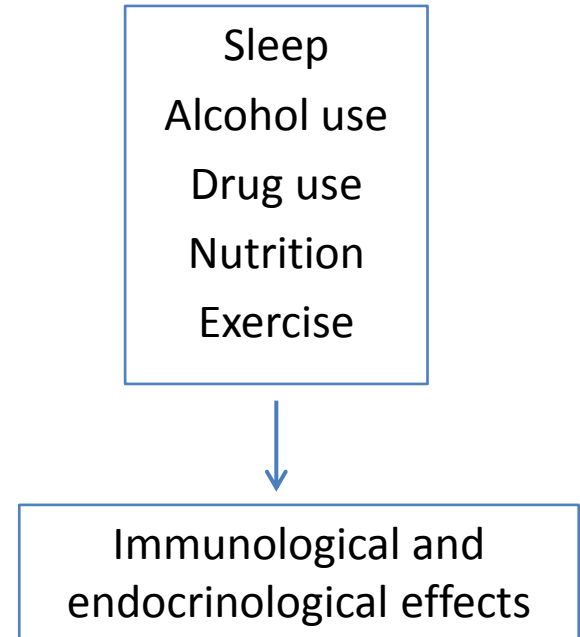 Sleep
Alcohol use
Drug use
Nutrition
Exercise
Immunological and
endocrinological effects